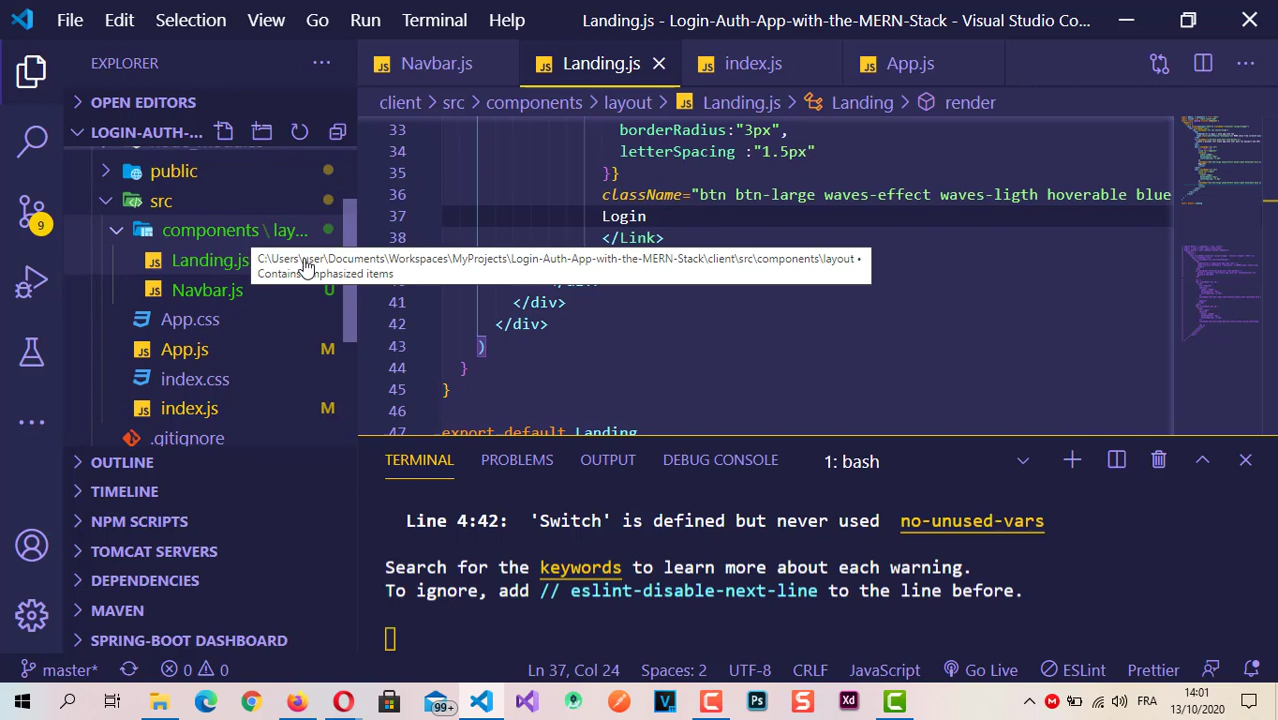 File Edit Selection View Go Run Terminal Help Landing.js - Login-Auth-App-with-the-MERN-Stack - Visual Studio Co...
EXPLORER
OPEN EDITORS
LOGIN-AUTH-...
public
src
components \ lay...
Landing.js
C:\Users\user\Documents\Workspaces\MyProjects\Login-Auth-App-with-the-MERN-Stack\client\src\components\layout •
Contains emphasized items
Navbar.js U
App.css
App.js M
index.css
index.js M
.gitignore
OUTLINE
TIMELINE
NPM SCRIPTS
TOMCAT SERVERS
DEPENDENCIES
MAVEN
SPRING-BOOT DASHBOARD
9
JS Navbar.js JS Landing.js JS index.js JS App.js
client > src > components > layout > JS Landing.js > Landing > render
33 borderRadius:"3px",
34 letterSpacing :"1.5px"
35 }}
36 className="btn btn-large waves-effect waves-ligth hoverable blue
37 Login
38 </Link>
41 </div>
42 </div>
43 )
44 }
45 }
46
47 export default Landing
TERMINAL PROBLEMS OUTPUT DEBUG CONSOLE 1: bash
Line 4:42: 'Switch' is defined but never used no-unused-vars
Search for the keywords to learn more about each warning.
To ignore, add // eslint-disable-next-line to the line before.
master* 0 0 Ln 37, Col 24 Spaces: 2 UTF-8 CRLF JavaScript Go Live ESLint Prettier
99+ Ps Xd FRA 14:01
13/10/2020